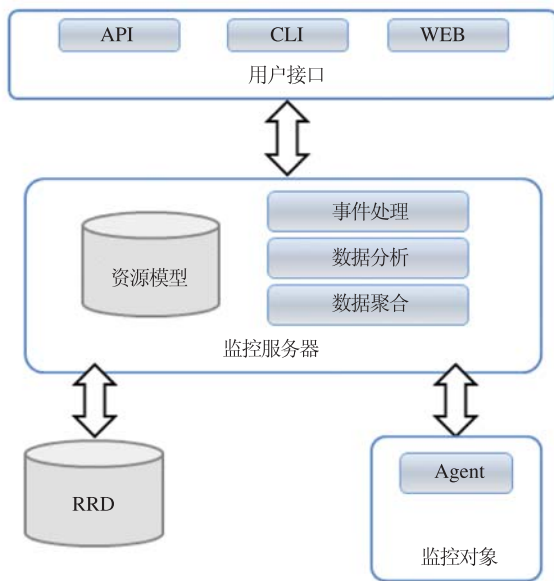 API CLI WEB
用户接口
事件处理
资源模型
数据分析
数据聚合
监控服务器
RRD
Agent
监控对象